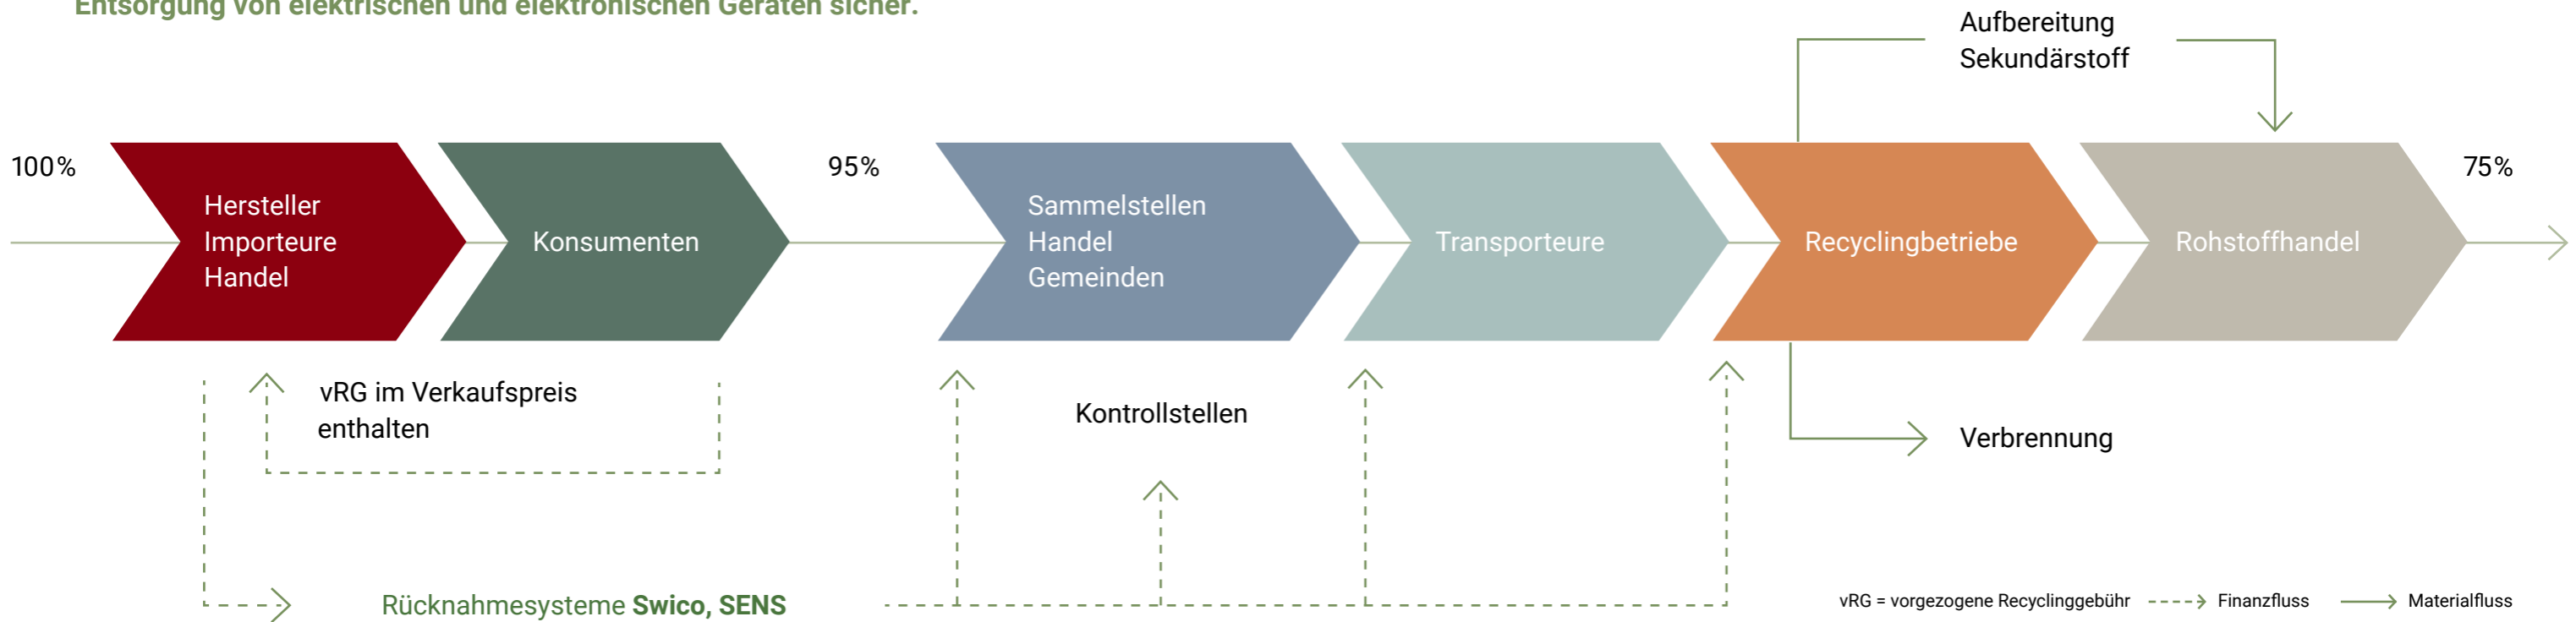 Entsorgung von elektrischen und elektronischen Geräten sicher.
Aufbereitung
Sekundärstoff
100%
95%
75%
Hersteller
Importeure
Handel
Konsumenten
Sammelstellen
Handel
Gemeinden
Transporteure
Recyclingbetriebe
Rohstoffhandel
vRG im Verkaufspreis
enthalten
Kontrollstellen
Verbrennung
Rücknahmesysteme Swico, SENS
vRG = vorgezogene Recyclinggebühr
Finanzfluss
Materialfluss